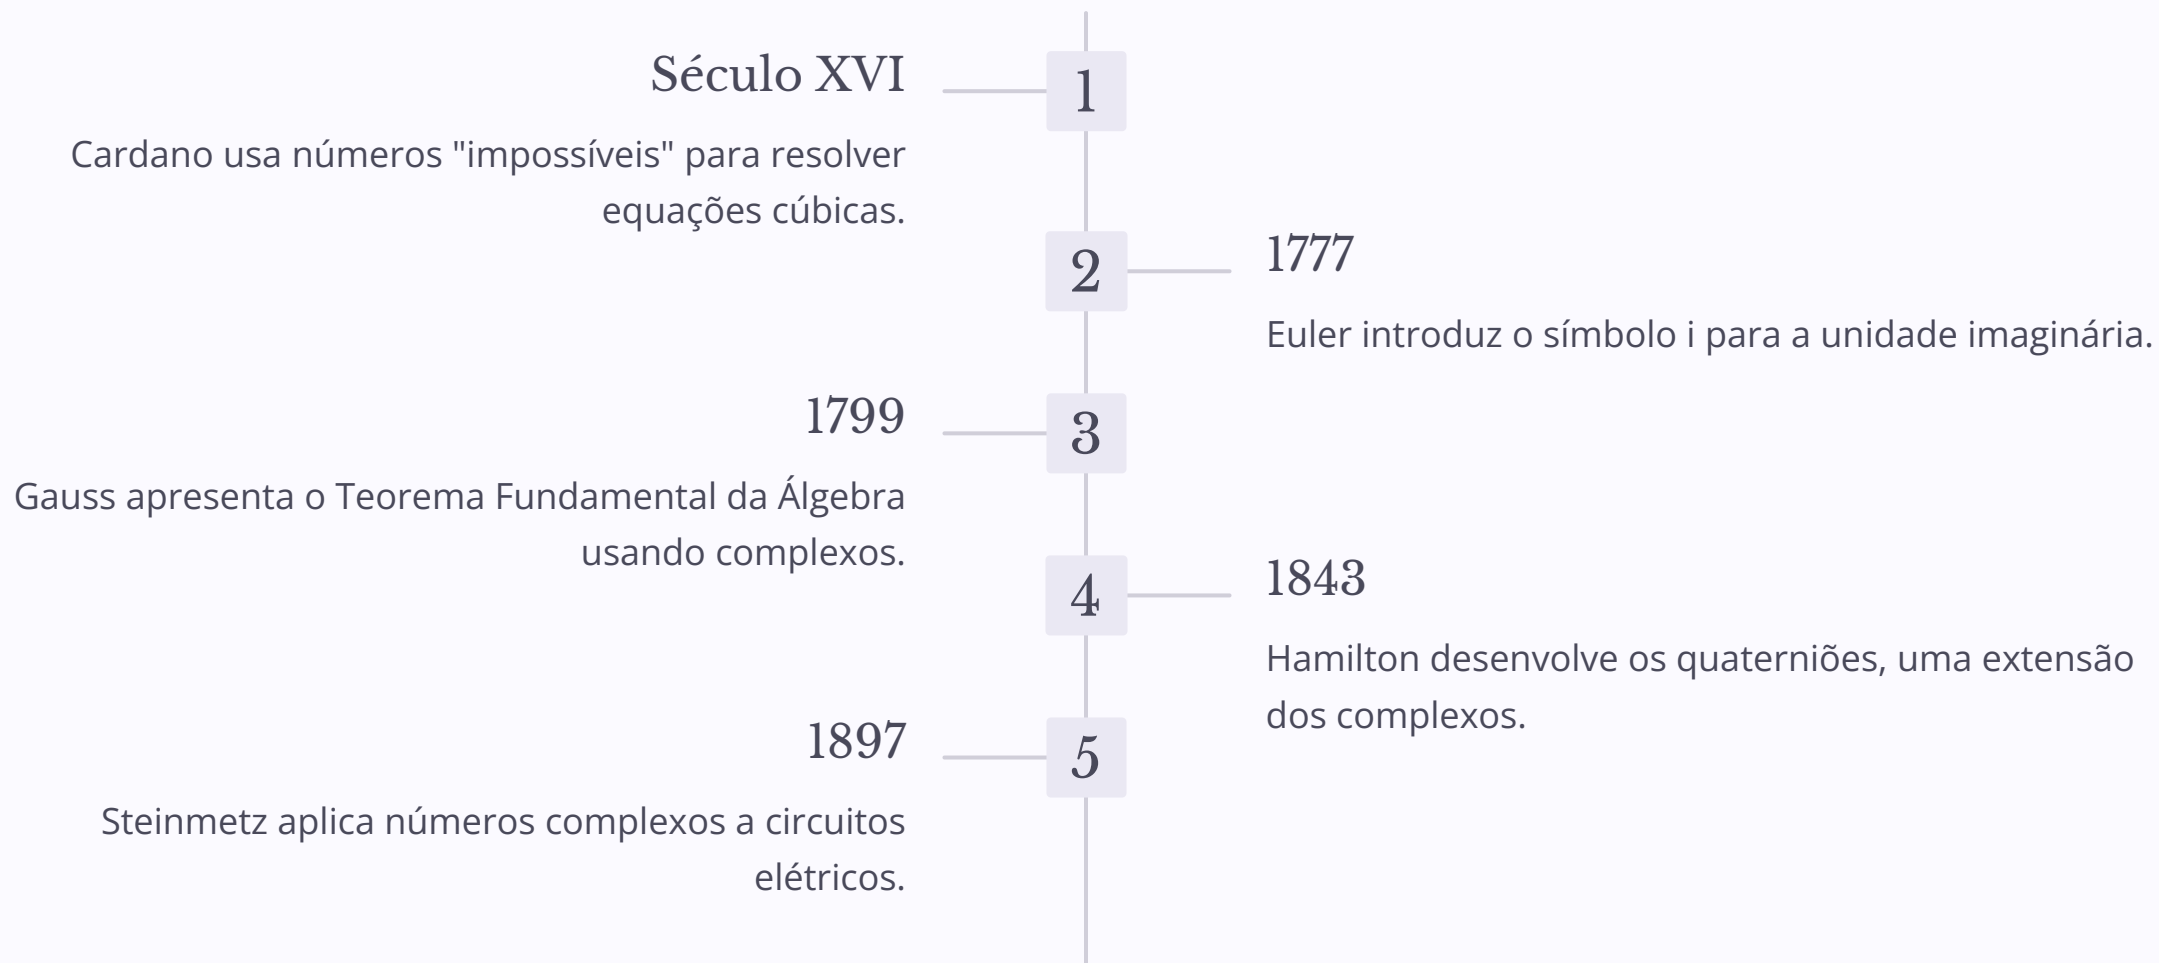 Século XVI
1
Cardano usa números "impossíveis" para resolver
equações cúbicas.
2
1777
Euler introduz o símbolo i para a unidade imaginária.
1799
3
Gauss apresenta o Teorema Fundamental da Álgebra
usando complexos.
4
1843
Hamilton desenvolve os quaterniões, uma extensão
dos complexos.
1897
5
Steinmetz aplica números complexos a circuitos
elétricos.